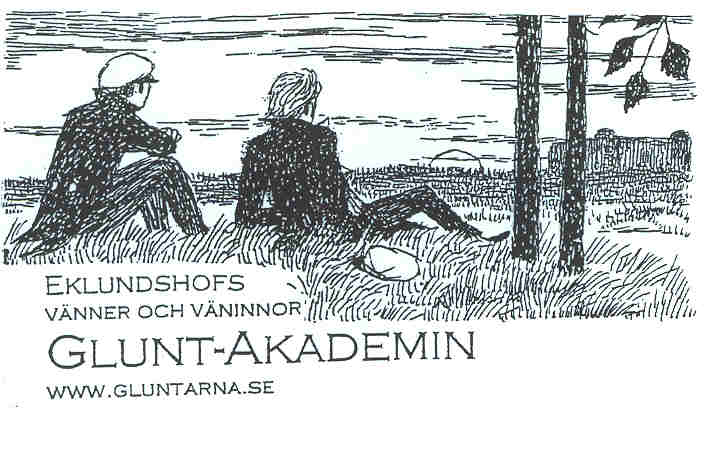 EKLUNDSHOFS
VÄNNER OCH VÄNINNOR
GLUNT-AKADEMIN
WWW.GLUNTARNA.SE